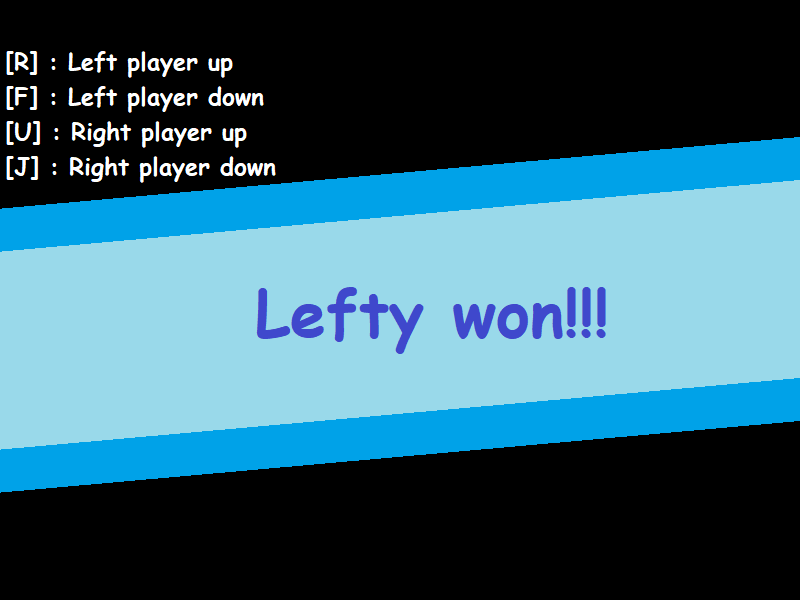 [R] : Left player up
[F] : Left player down
[U] : Right player up
[J] : Right player down
Lefty won!!!